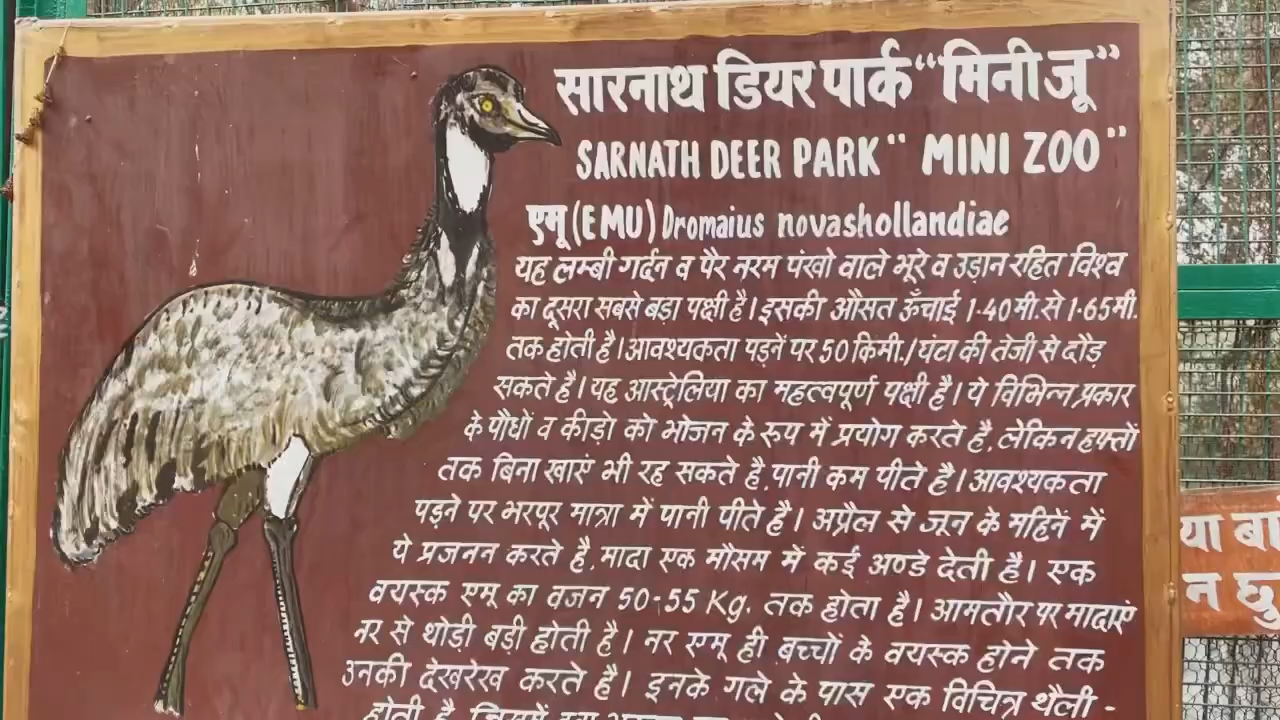 सारनाथ डियर पार्क “मिनी जू”
SARNATH DEER PARK " MINI ZOO "
एमू (EMU) Dromaius novashollandiae
यह लम्बी गर्दन व पैर नरम पंखो वाले भूरे व उड़ान रहित विश्व
का दूसरा सबसे बड़ा पक्षी है। इसकी औसत ऊँचाई 1.40मी. से 1.65मी.
तक होती है। आवश्यकता पड़नें पर 50 किमी./घंटा की तेजी से दौड़
सकते है। यह आस्ट्रेलिया का महत्वपूर्ण पक्षी है। ये विभिन्न प्रकार
के पौधों व कीड़ो को भोजन के रूप में प्रयोग करते है, लेकिन हफ्तों
तक बिना खाएं भी रह सकते है, पानी कम पीते है। आवश्यकता
पड़ने पर भरपूर मात्रा में पानी पीते है। अप्रैल से जून के महिनें में
ये प्रजनन करते है, मादा एक मौसम में कई अण्डे देती है। एक
वयस्क एमू का वजन 50-55 Kg. तक होता है। आमतौर पर मादाएं
नर से थोडी बड़ी होती है। नर एमू ही बच्चों के वयस्क होने तक
उनकी देखरेख करते है। इनके गले के पास एक विचित्र थैली -
होती है, जिसमें
या बा
न घु